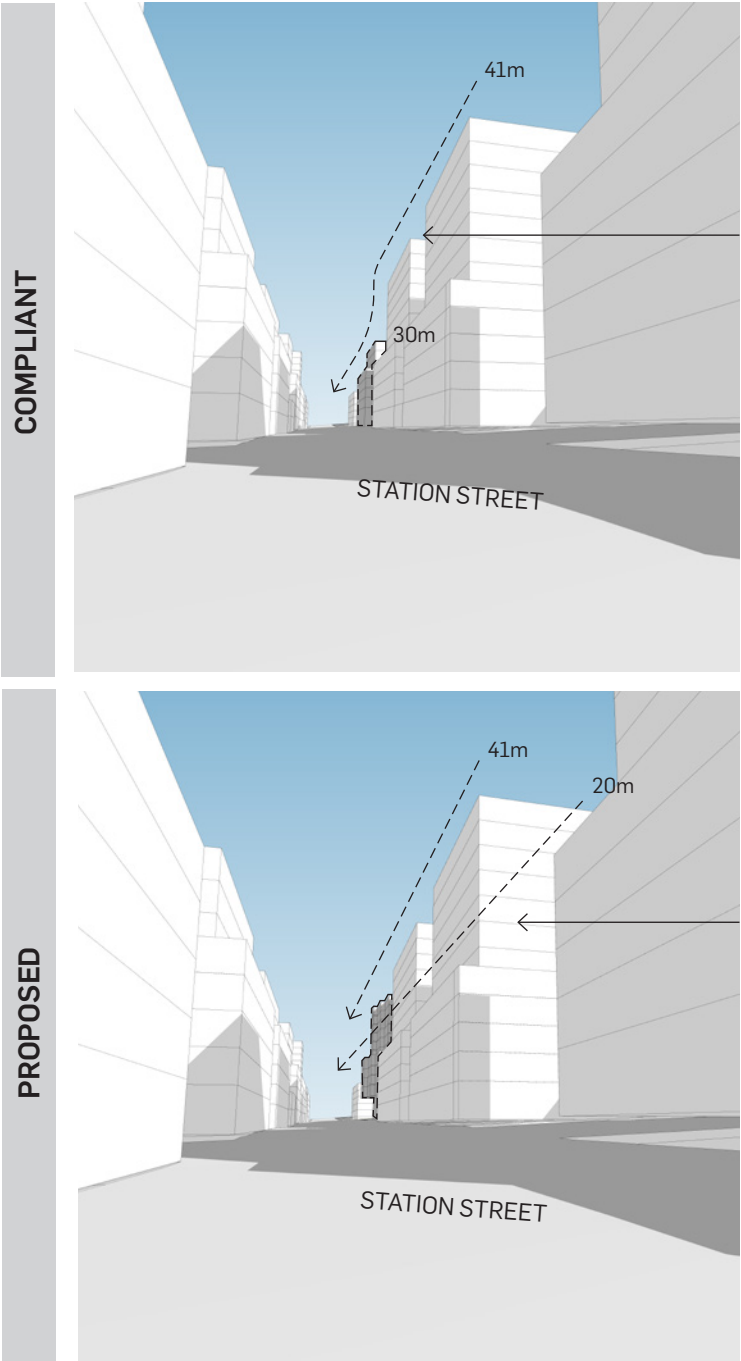 COMPLIANT
41m
30m
STATION STREET
PROPOSED
41m
20m
STATION STREET